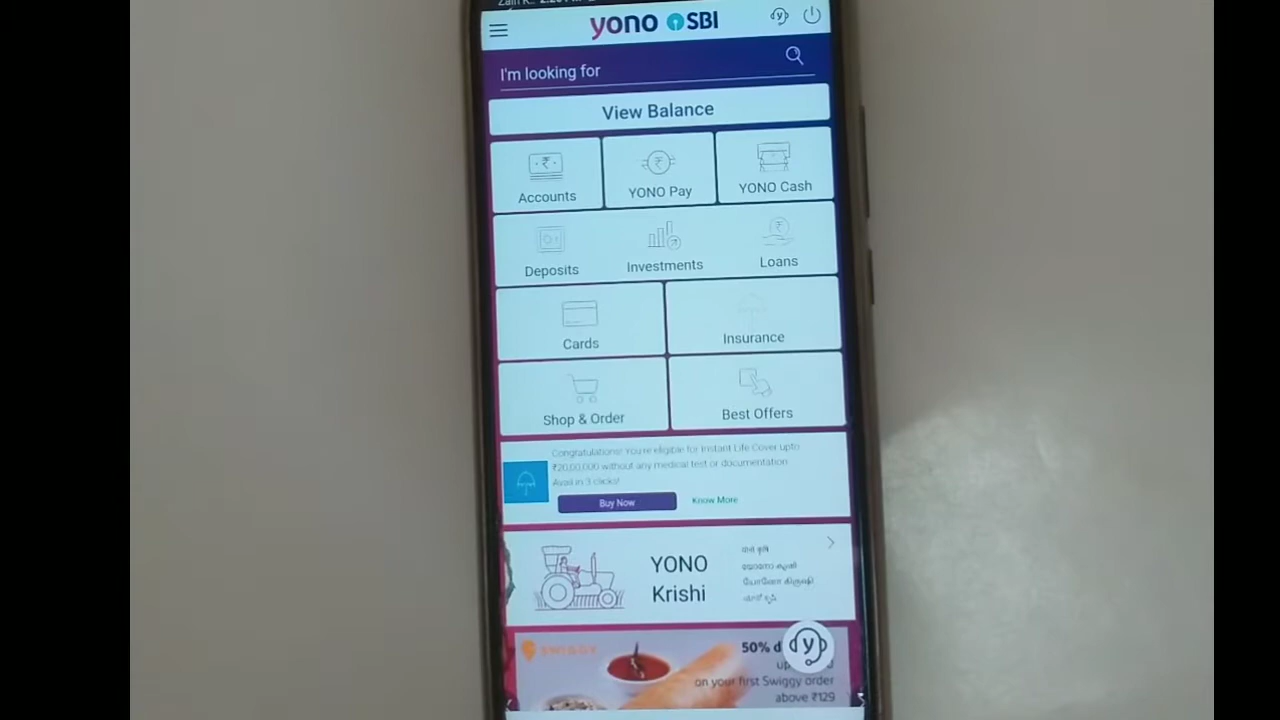 yono SBI
I'm looking for
View Balance
Accounts
YONO Pay
YONO Cash
Deposits
Investments
Loans
Cards
Insurance
Shop & Order
Best Offers
Congratulations! You're eligible for Instant Life Cover upto
₹20,00,000 without any medical test or documentation.
Avail in 3 clicks!
Buy Now
Know More
YONO
Krishi
योनो कृषि
യോനോ കൃഷി
SWIGGY
50%
on your first Swiggy order
above ₹129